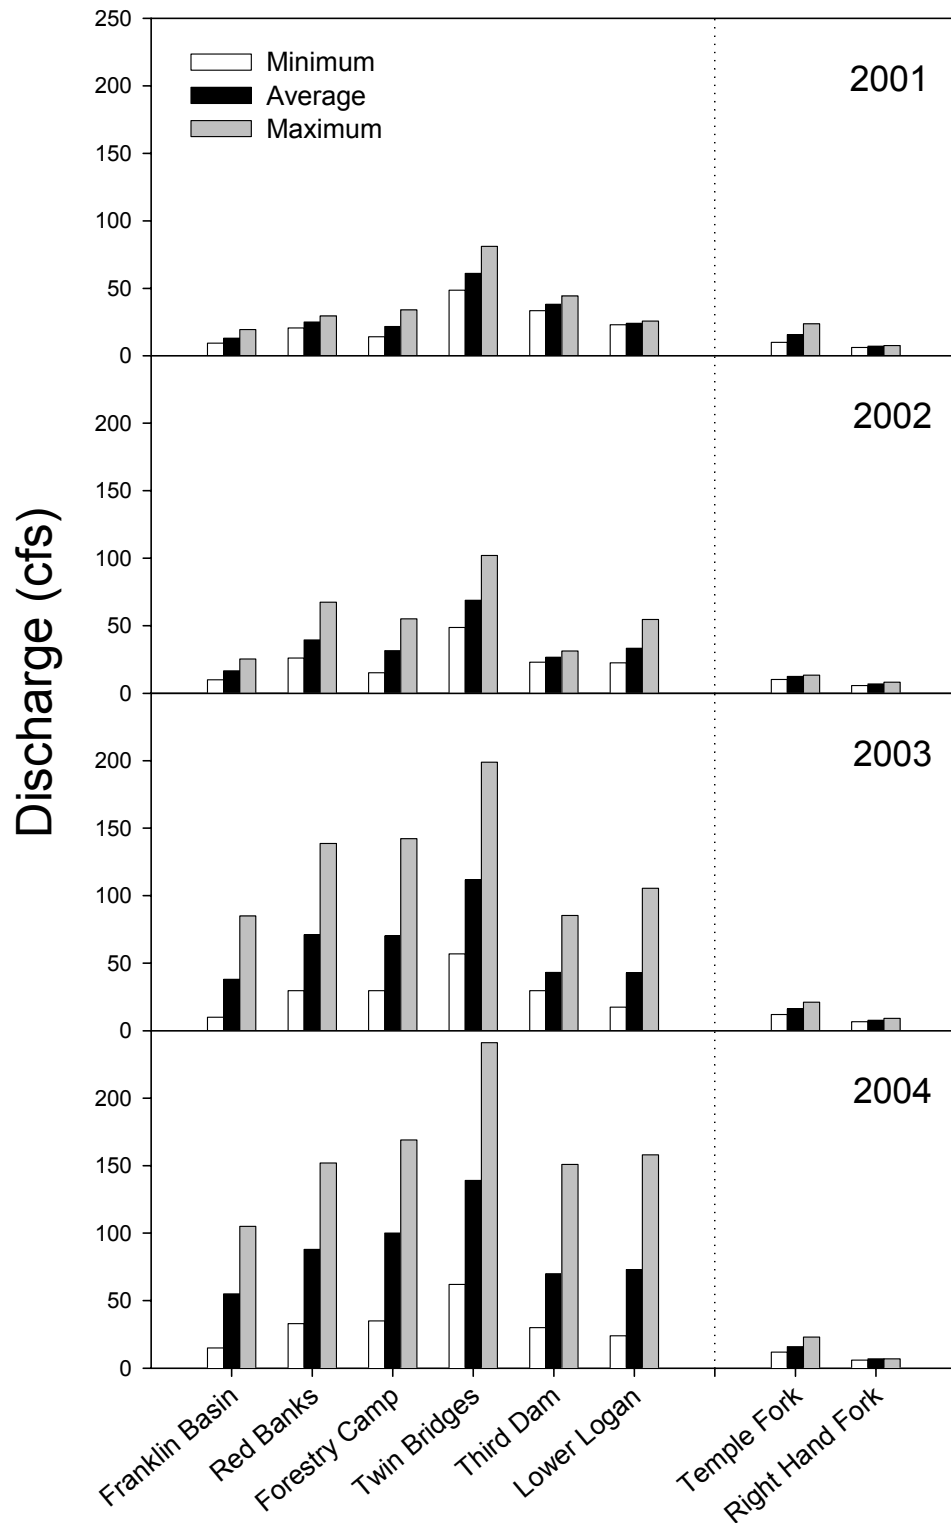 250
200
150
100
50
0
Minimum
Average
Maximum
2001
200
150
100
50
0
2002
200
150
100
50
0
2003
200
150
100
50
0
2004
Discharge (cfs)
Franklin Basin
Red Banks
Forestry Camp
Twin Bridges
Third Dam
Lower Logan
Temple Fork
Right Hand Fork